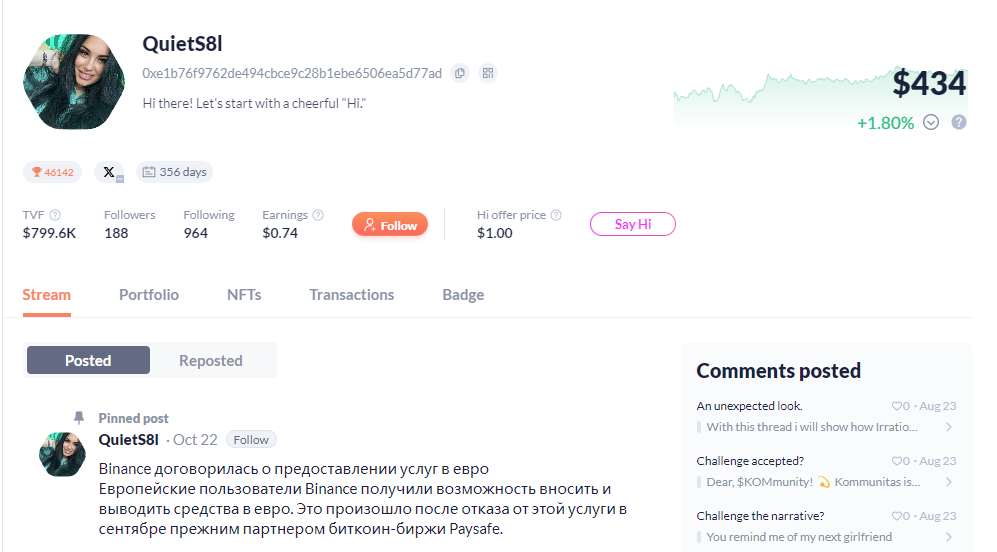 QuietS8l
0xe1b76f9762de494cbce9c28b1ebe6506ea5d77ad
Hi there! Let's start with a cheerful "Hi."
$434
+1.80%
46142
X
356 days
TVF
Followers
Following
Earnings
Hi offer price
$799.6K
188
964
$0.74
Follow
$1.00
Say Hi
Stream
Portfolio
NFTs
Transactions
Badge
Posted
Reposted
Pinned post
QuietS8l · Oct 22 Follow
Binance договорилась о предоставлении услуг в евро
Европейские пользователи Binance получили возможность вносить и
выводить средства в евро. Это произошло после отказа от этой услуги в
сентябре прежним партнером биткоин-биржи Paysafe.
Comments posted
An unexpected look. 0 · Aug 23
With this thread i will show how Irratio...
Challenge accepted? 0 · Aug 23
Dear, $KOMmunity! 💫 Kommunitas is...
Challenge the narrative? 0 · Aug 23
You remind me of my next girlfriend